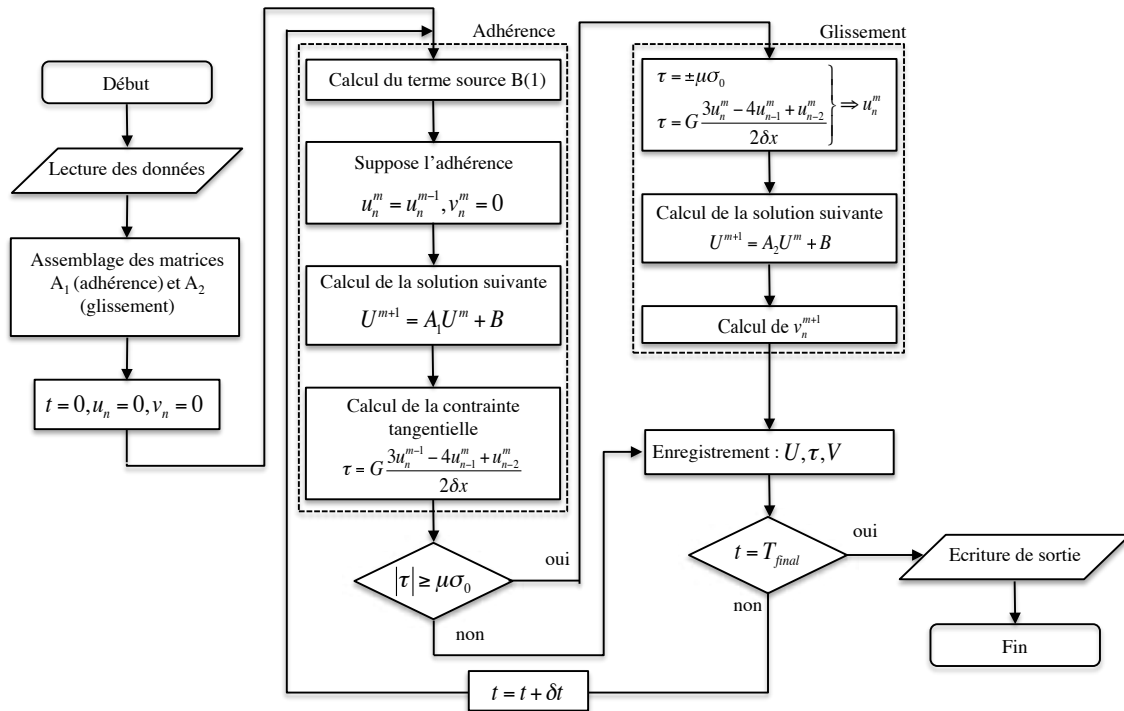 Début
Lecture des données
Assemblage des matrices
A₁ (adhérence) et A₂
(glissement)
t = 0, uₙ = 0, vₙ = 0
Adhérence
Calcul du terme source B(1)
Suppose l'adhérence
uₙᵐ = uₙᵐ⁻¹, vₙᵐ = 0
Calcul de la solution suivante
Uᵐ⁺¹ = A₁Uᵐ + B
Calcul de la contrainte
tangentielle
τ = G (3uₙᵐ⁻¹ − 4uₙ₋₁ᵐ + uₙ₋₂ᵐ) / 2δx
|τ| ≥ μσ₀
oui
non
Glissement
τ = ±μσ₀
τ = G (3uₙᵐ − 4uₙ₋₁ᵐ + uₙ₋₂ᵐ) / 2δx } ⇒ uₙᵐ
Calcul de la solution suivante
Uᵐ⁺¹ = A₂Uᵐ + B
Calcul de vₙᵐ⁺¹
Enregistrement : U, τ, V
t = T_final
oui
non
t = t + δt
Ecriture de sortie
Fin